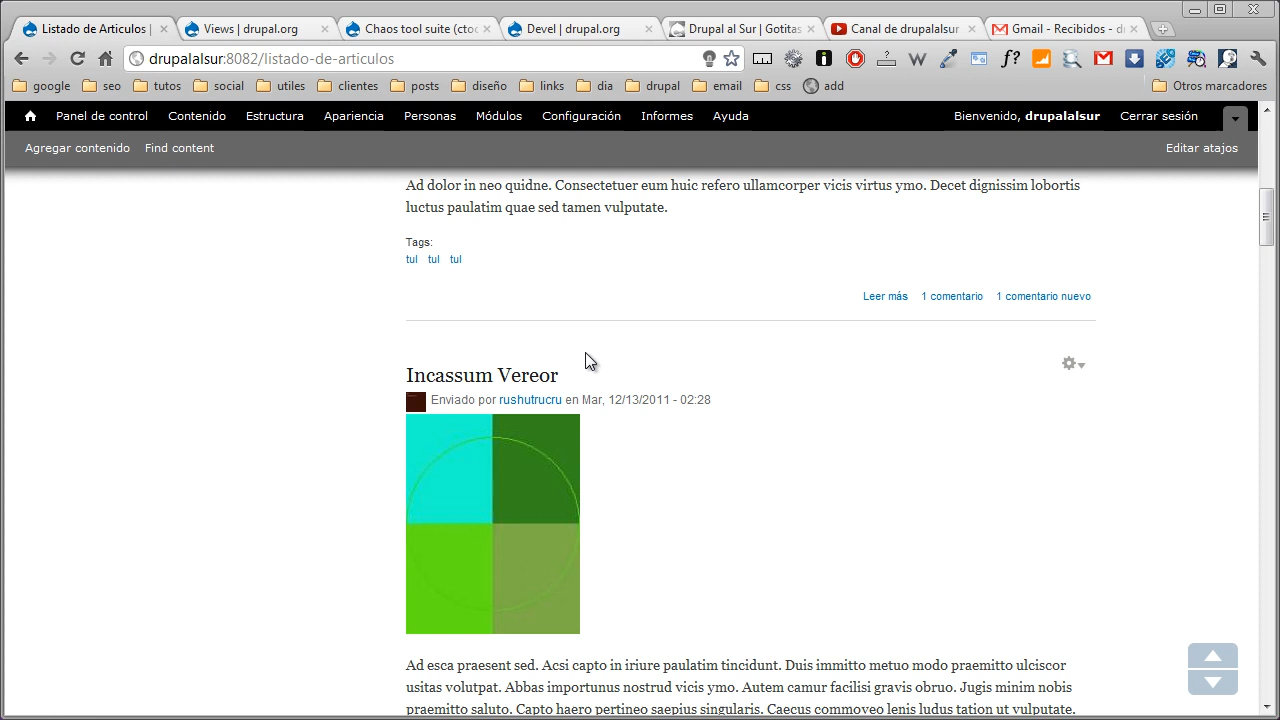 Listado de Articulos |
Views | drupal.org
Chaos tool suite (ctoc
Devel | drupal.org
Drupal al Sur | Gotitas
Canal de drupalalsur
Gmail - Recibidos - d
drupalalsur:8082/listado-de-articlos
google
seo
tutos
social
utiles
clientes
posts
diseño
links
dia
drupal
email
css
add
Otros marcadores
Panel de control
Contenido
Estructura
Apariencia
Personas
Módulos
Configuración
Informes
Ayuda
Bienvenido, drupalalsur
Cerrar sesión
Agregar contenido
Find content
Editar atajos
Ad dolor in neo quidne. Consectetuer eum huic refero ullamcorper vicis virtus ymo. Decet dignissim lobortis
luctus paulatim quae sed tamen vulputate.
Tags:
tul tul tul
Leer más 1 comentario 1 comentario nuevo
Incassum Vereor
Enviado por rushutrucru en Mar, 12/13/2011 - 02:28
Ad esca praesent sed. Acsi capto in iriure paulatim tincidunt. Duis immitto metuo modo praemitto ulciscor
usitas volutpat. Abbas importunus nostrud vicis ymo. Autem camur facilisi gravis obruo. Jugis minim nobis
praemitto saluto. Capto haero pertineo saepius singularis. Caecus commoveo lenis ludus tation ut vulputate.